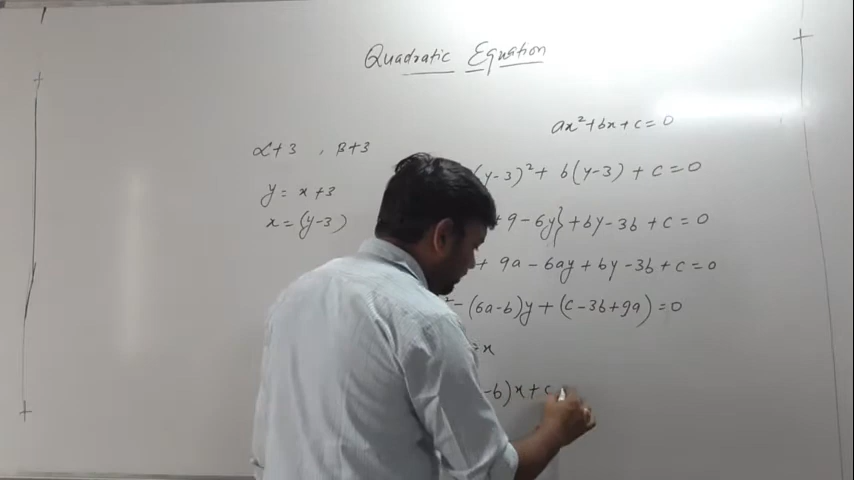 Quadratic Equation
ax²+bx+c=0
α+3 , β+3
(y-3)²+ b(y-3) + c = 0
y = x+3
+ 9 - 6y} + by - 3b + c = 0
x = (y-3)
+ 9a - 6ay + by - 3b + c = 0
- (6a-b)y + (c-3b+9a) = 0
= x
-b)x + c